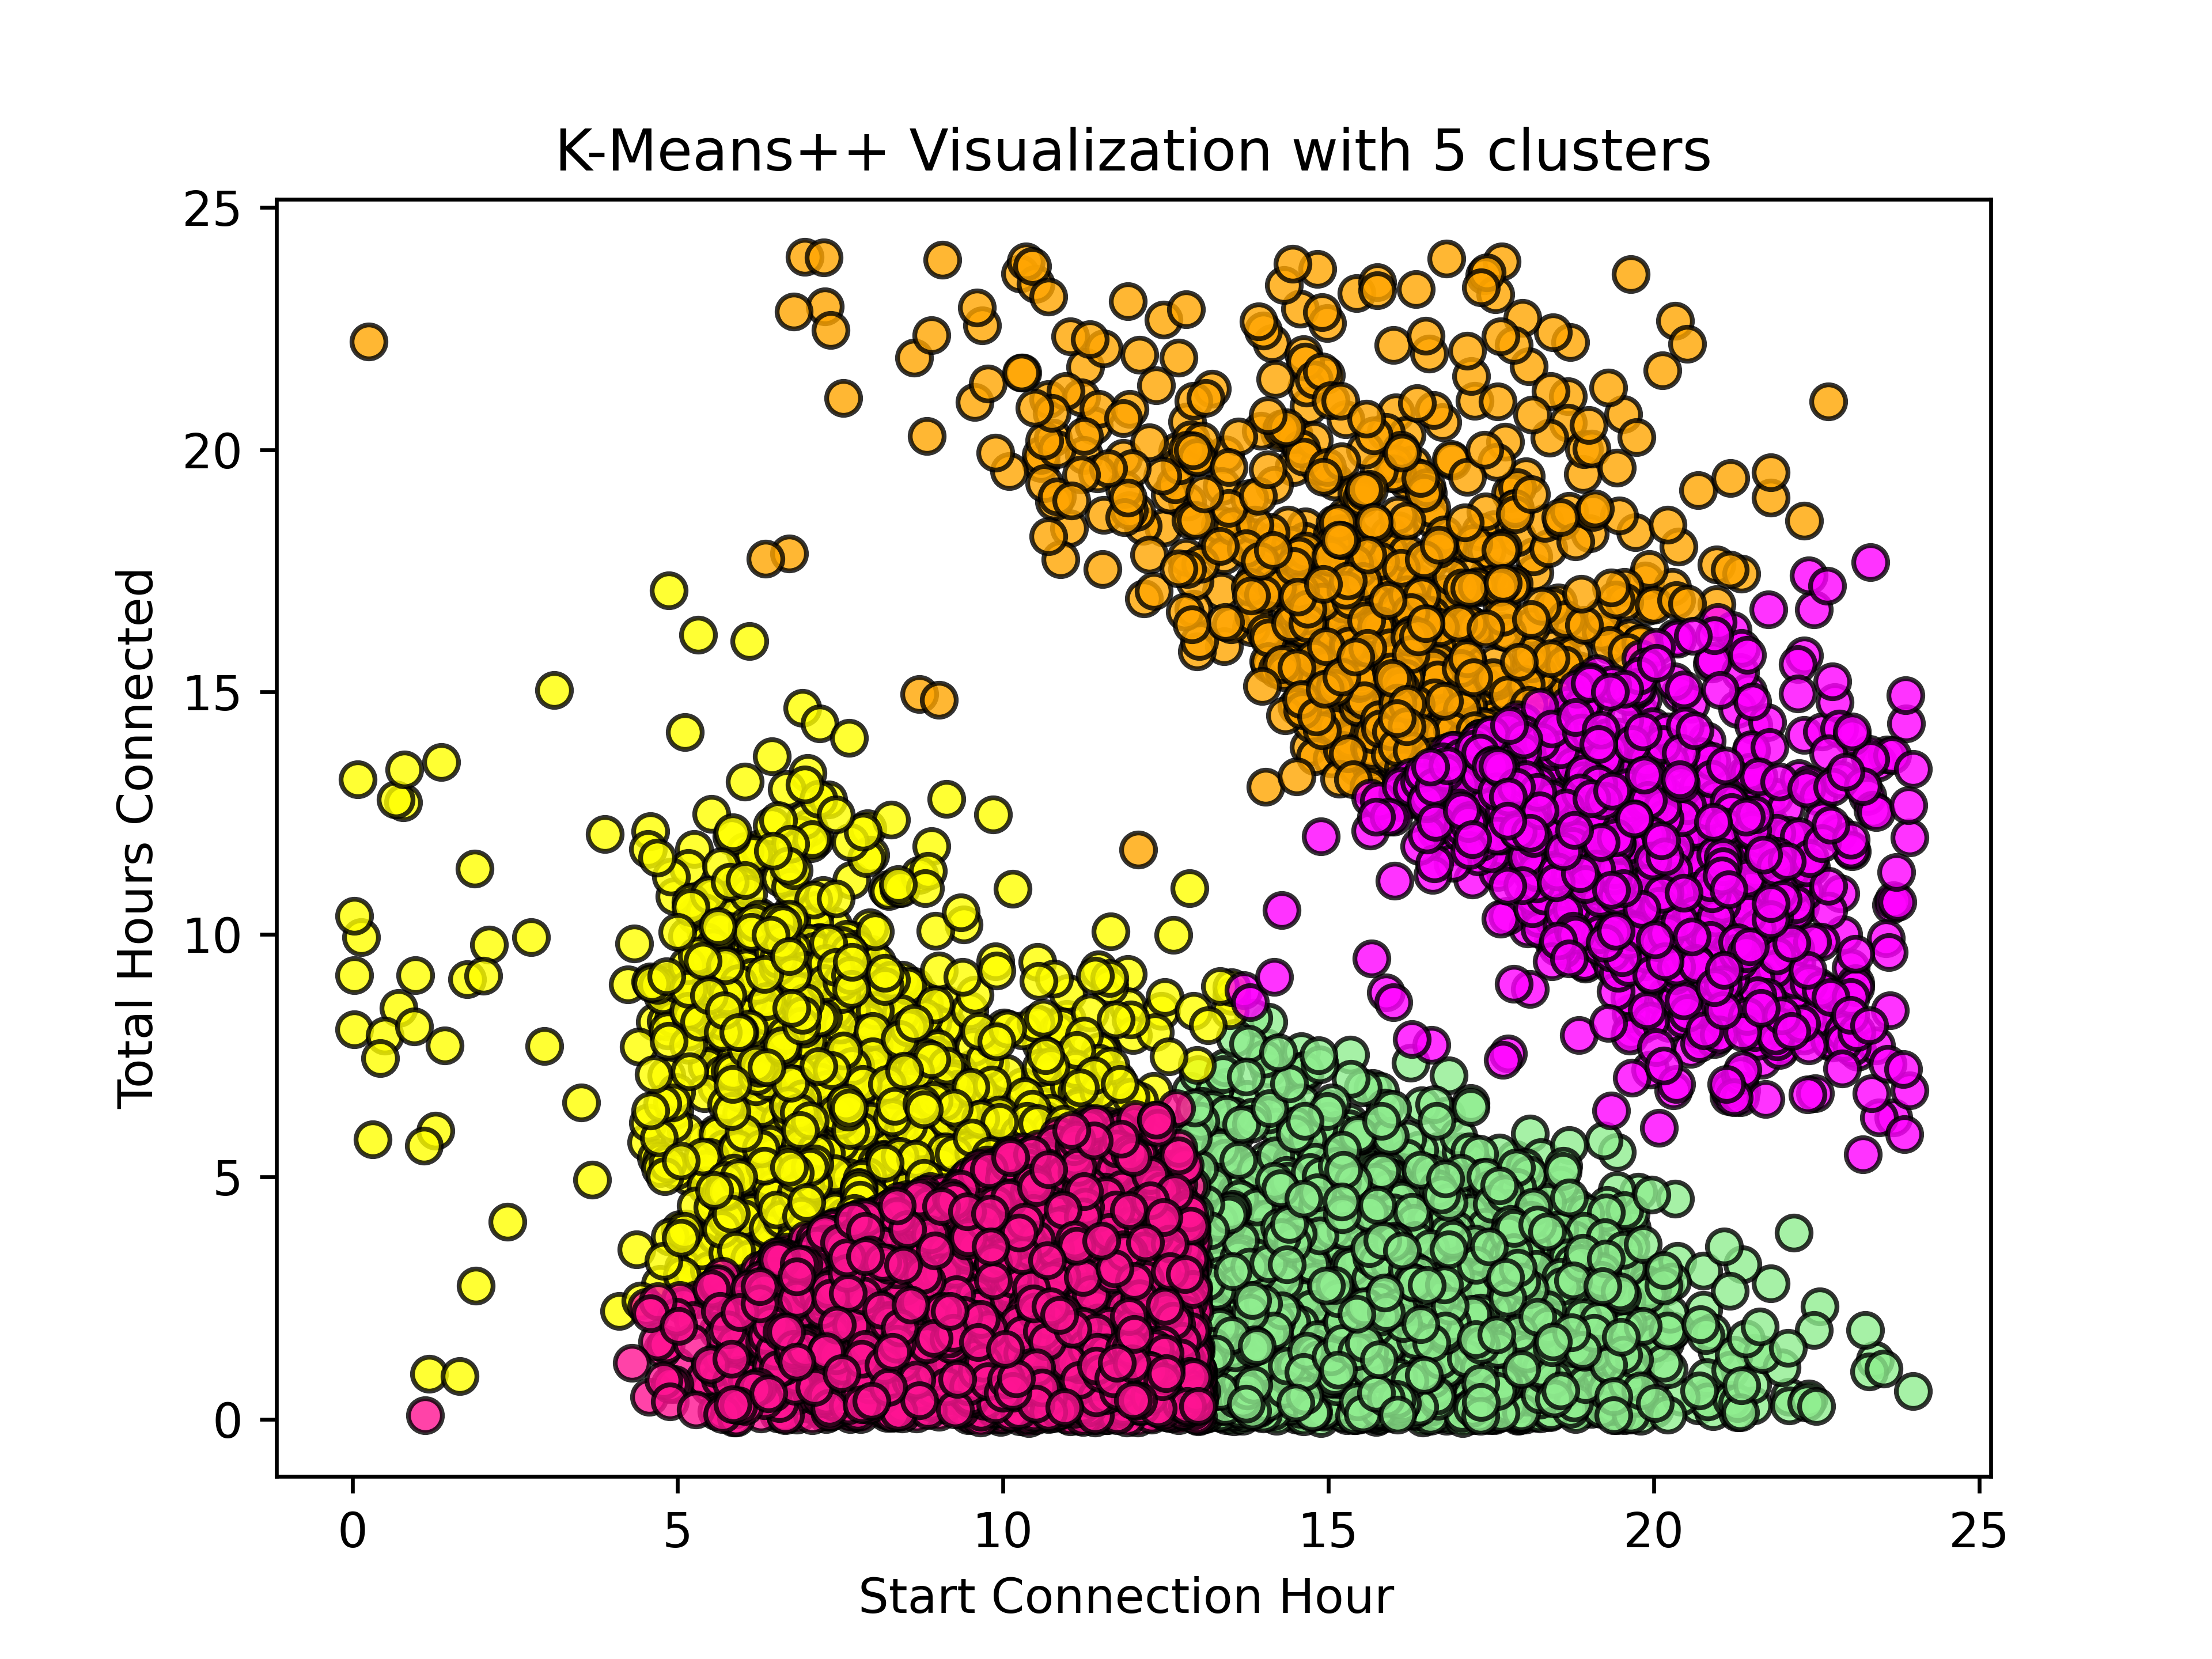 K-Means++ Visualization with 5 clusters
25
20
15
10
5
0
Total Hours Connected
0 5 10 15 20 25
Start Connection Hour